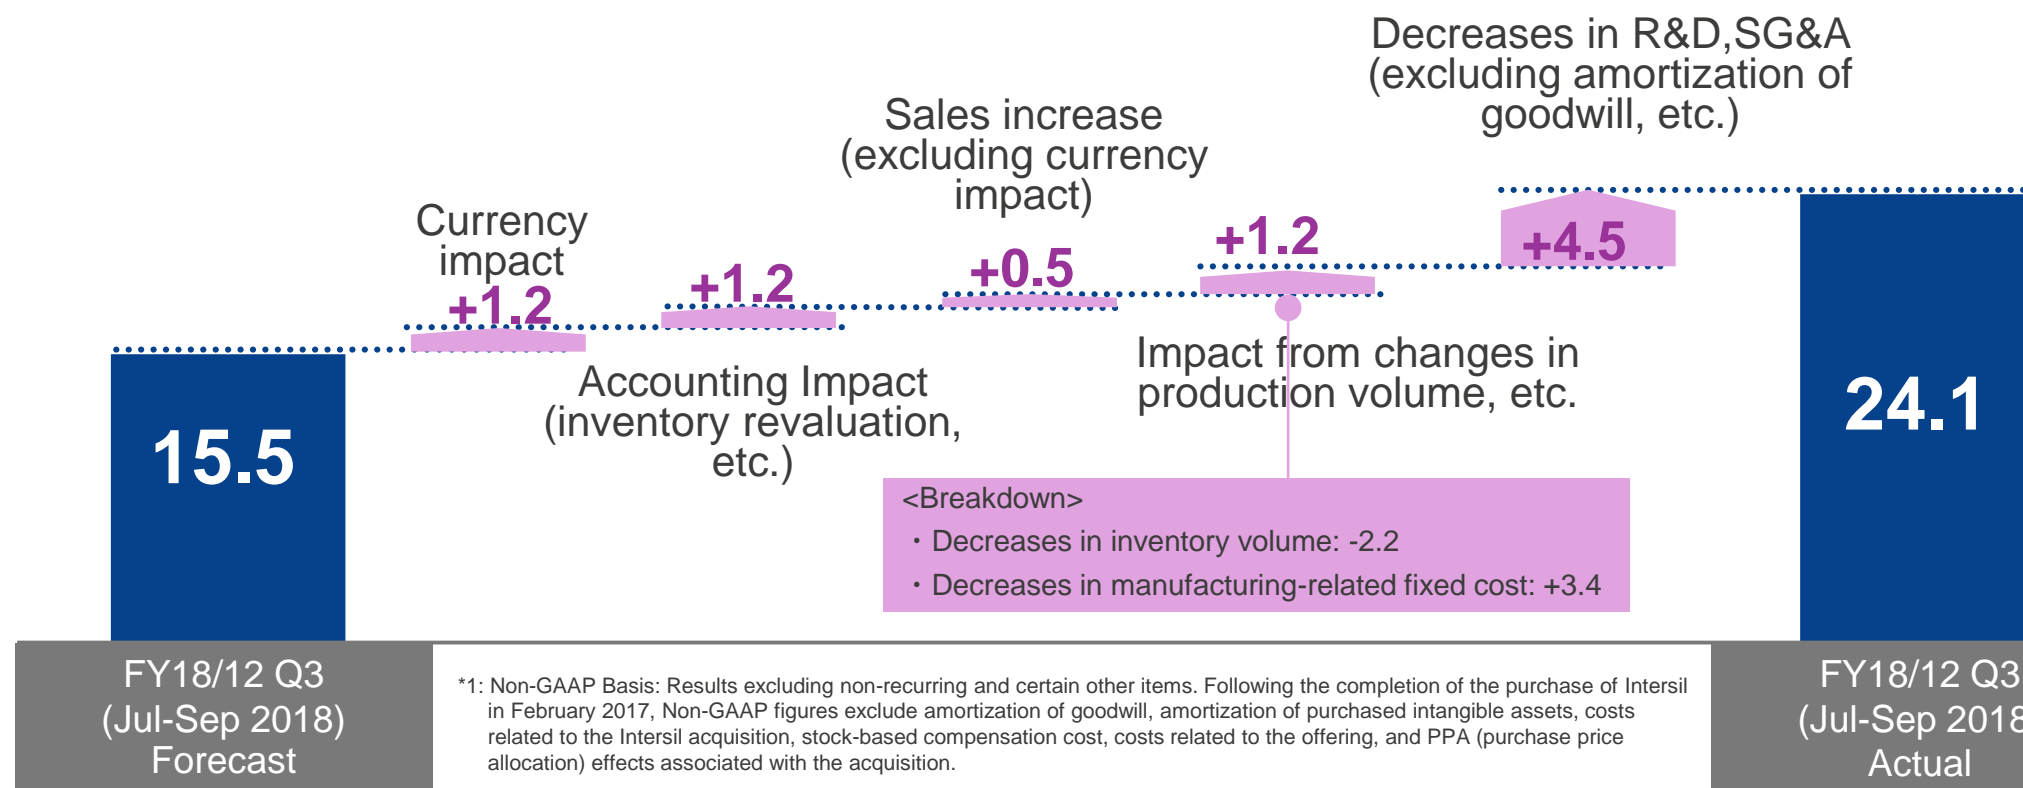 Decreases in R&D,SG&A
(excluding amortization of
goodwill, etc.)
Sales increase
(excluding currency
impact)
Currency
impact
+1.2
+1.2
+0.5
+1.2
+4.5
Accounting Impact
(inventory revaluation,
etc.)
Impact from changes in
production volume, etc.
15.5
24.1
<Breakdown>
・Decreases in inventory volume: -2.2
・Decreases in manufacturing-related fixed cost: +3.4
FY18/12 Q3
(Jul-Sep 2018)
Forecast
*1: Non-GAAP Basis: Results excluding non-recurring and certain other items. Following the completion of the purchase of Intersil
in February 2017, Non-GAAP figures exclude amortization of goodwill, amortization of purchased intangible assets, costs
related to the Intersil acquisition, stock-based compensation cost, costs related to the offering, and PPA (purchase price
allocation) effects associated with the acquisition.
FY18/12 Q3
(Jul-Sep 2018
Actual